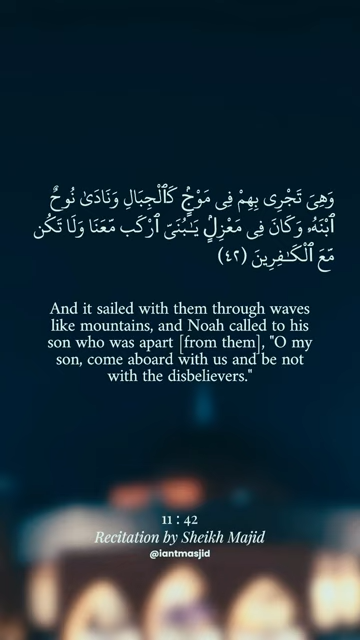 وَهِىَ تَجْرِى بِهِمْ فِى مَوْجٍۢ كَٱلْجِبَالِ وَنَادَىٰ نُوحٌ
ٱبْنَهُۥ وَكَانَ فِى مَعْزِلٍۢ يَـٰبُنَىَّ ٱرْكَب مَّعَنَا وَلَا تَكُن
مَّعَ ٱلْكَـٰفِرِينَ (٤٢)
And it sailed with them through waves
like mountains, and Noah called to his
son who was apart [from them], "O my
son, come aboard with us and be not
with the disbelievers."
11 : 42
Recitation by Sheikh Majid
@iantmasjid